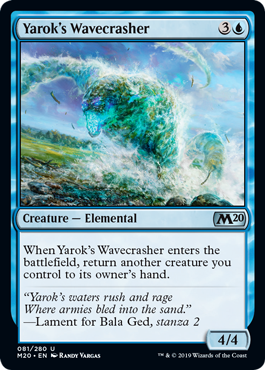 Yarok's Wavecrasher 3
Creature — Elemental M20
When Yarok's Wavecrasher enters the
battlefield, return another creature you
control to its owner's hand.
"Yarok's waters rush and rage
Where armies bled into the sand."
—Lament for Bala Ged, stanza 2
4/4
081/280 U
M20 • EN RANDY VARGAS
™ & © 2019 Wizards of the Coast